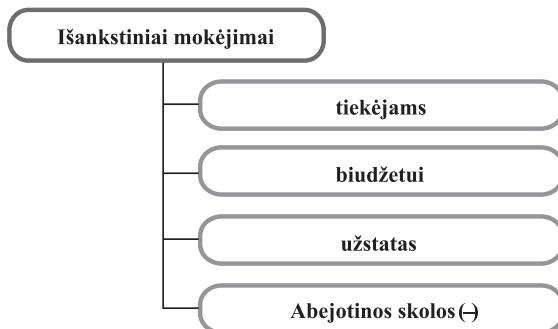 Išankstiniai mokėjimai
tiekėjams
biudžetui
užstatas
Abejotinos skolos (–)